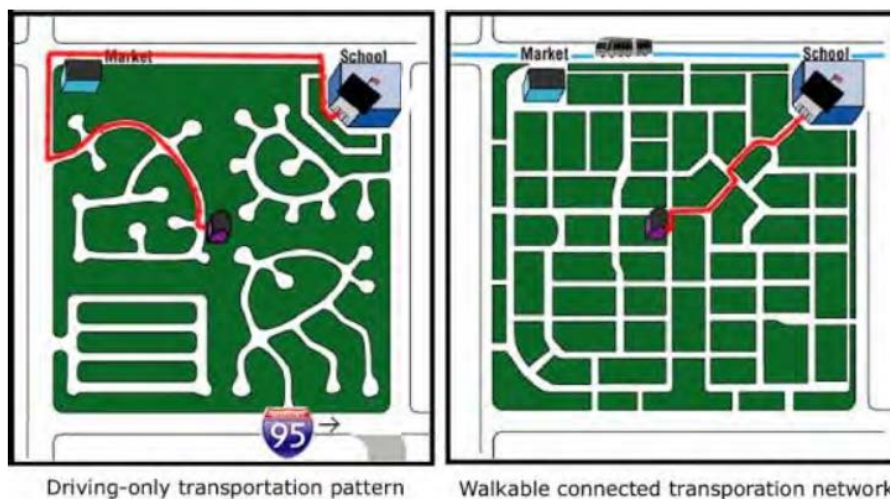 Market
School
95
Driving-only transportation pattern
Market
School
Walkable connected transporation network